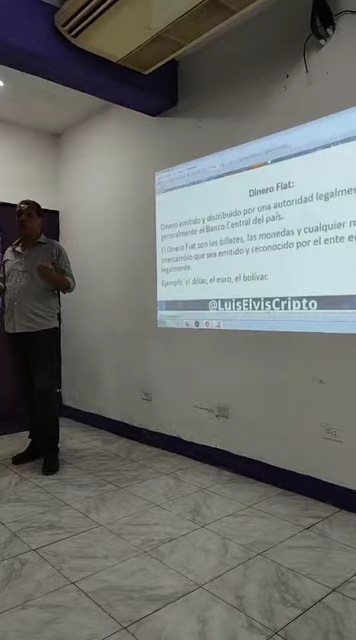 Dinero Fiat:
Dinero emitido y distribuido por una autoridad legalme
generalmente el Banco Central del país.
El Dinero Fiat son los billetes, las monedas y cualquier m
intercambio que sea emitido y reconocido por el ente e
legalmente.
Ejemplo: el dólar, el euro, el bolívar.
@LuisElvisCripto